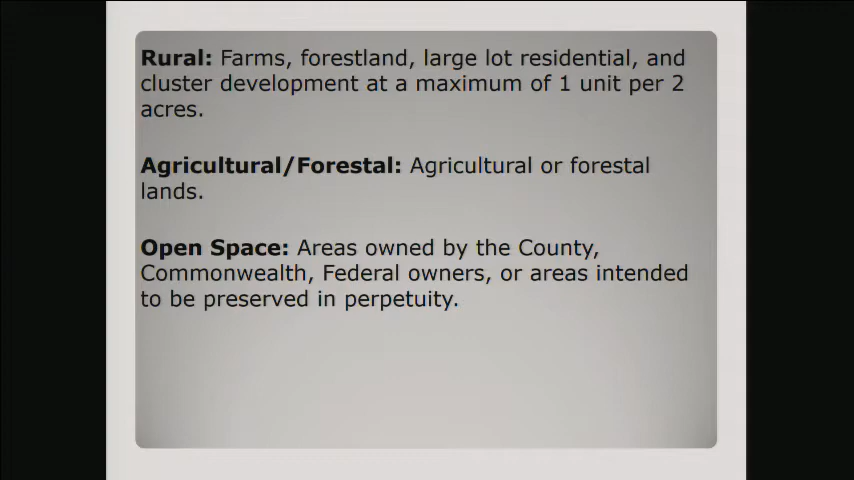 Rural: Farms, forestland, large lot residential, and
cluster development at a maximum of 1 unit per 2
acres.
Agricultural/Forestal: Agricultural or forestal
lands.
Open Space: Areas owned by the County,
Commonwealth, Federal owners, or areas intended
to be preserved in perpetuity.